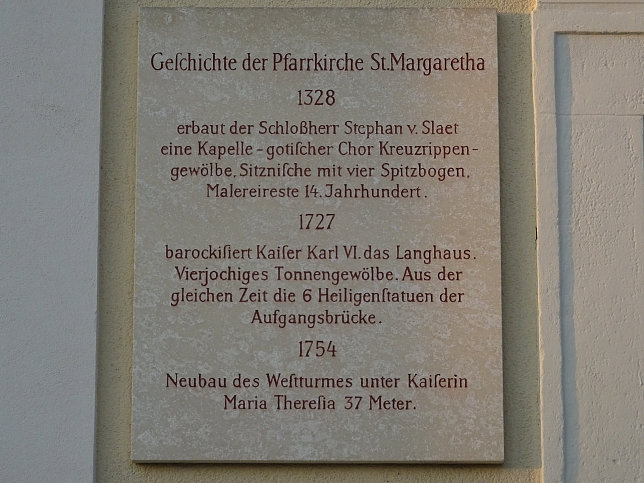 Geſchichte der Pfarrkirche St.Margaretha
1328
erbaut der Schloßherr Stephan v. Slaet
eine Kapelle - gotiſcher Chor Kreuzrippen-
gewölbe, Sitzniſche mit vier Spitzbogen,
Malereireste 14. Jahrhundert.
1727
barockiſiert Kaiſer Karl VI. das Langhaus.
Vierjochiges Tonnengewölbe. Aus der
gleichen Zeit die 6 Heiligenſtatuen der
Aufgangsbrücke.
1754
Neubau des Weſtturmes unter Kaiſerin
Maria Thereſia 37 Meter.